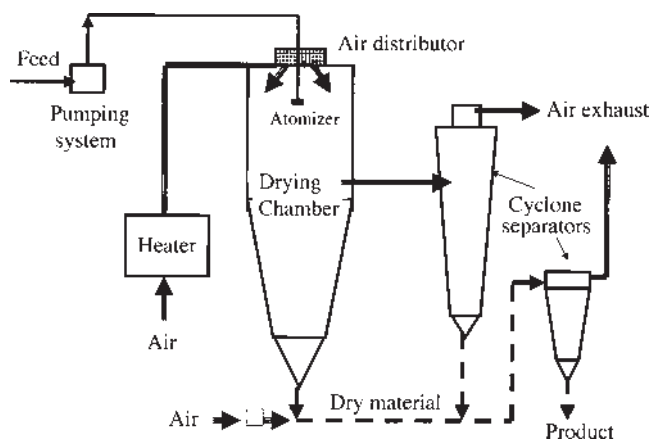 Feed
Pumping
system
Air distributor
Atomizer
Air exhaust
Drying
Chamber
Cyclone
separators
Heater
Air
Air
Dry material
Product